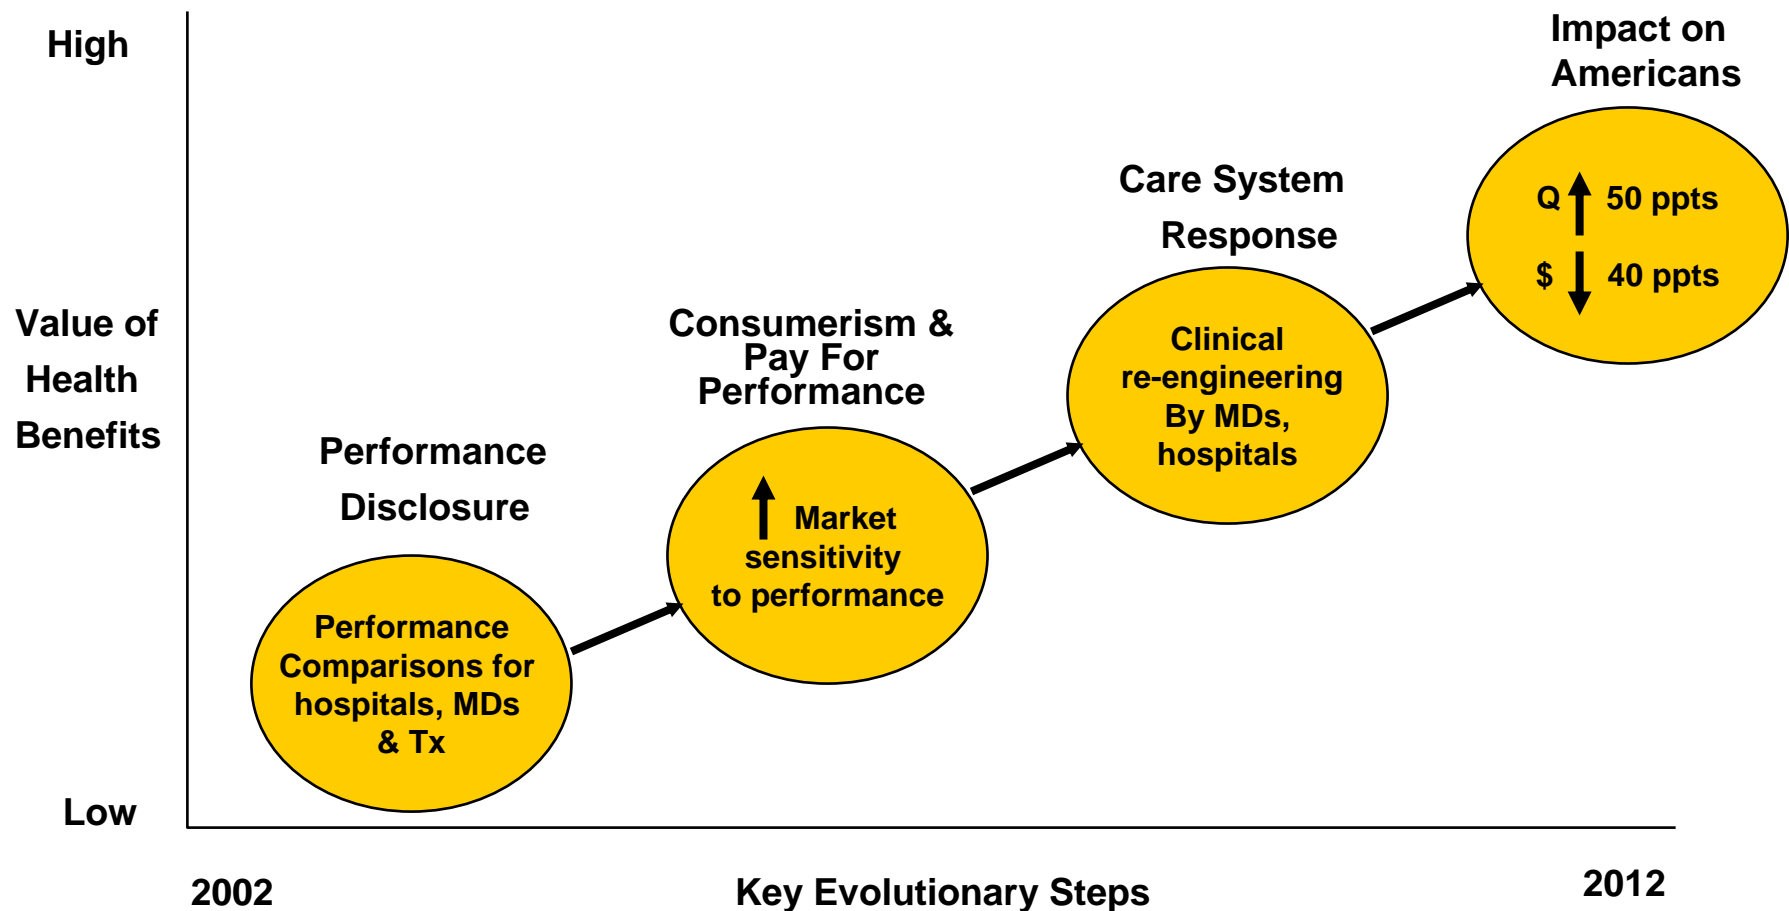 High
Value of
Health
Benefits
Low
Performance
Disclosure
Performance
Comparisons for
hospitals, MDs
& Tx
Consumerism &
Pay For
Performance
Market
sensitivity
to performance
Care System
Response
Clinical
re-engineering
By MDs,
hospitals
Impact on
Americans
Q 50 ppts
$ 40 ppts
2002 Key Evolutionary Steps 2012